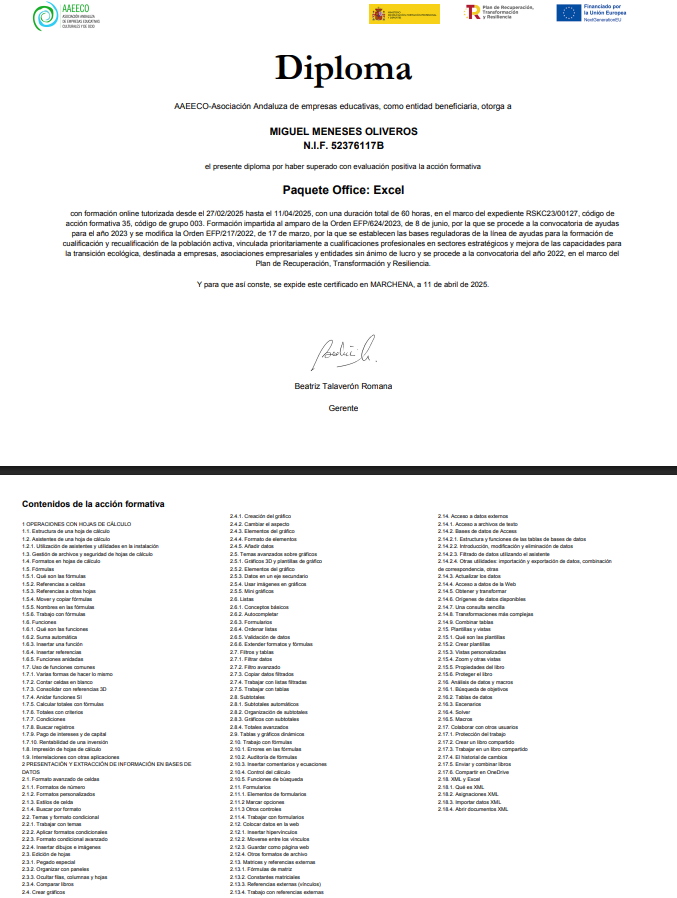 AAEECO
ASOCIACIÓN ANDALUZA
DE EMPRESAS EDUCATIVAS
CULTURALES Y DE OCIO
Plan de Recuperación,
Transformación
y Resiliencia
Financiado por
la Unión Europea
NextGenerationEU
Diploma
AAEECO-Asociación Andaluza de empresas educativas, como entidad beneficiaria, otorga a
MIGUEL MENESES OLIVEROS
N.I.F. 52376117B
el presente diploma por haber superado con evaluación positiva la acción formativa
Paquete Office: Excel
con formación online tutorizada desde el 27/02/2025 hasta el 11/04/2025, con una duración total de 60 horas, en el marco del expediente RSKC23/00127, código de
acción formativa 35, código de grupo 003. Formación impartida al amparo de la Orden EFP/624/2023, de 8 de junio, por la que se procede a la convocatoria de ayudas
para el año 2023 y se modifica la Orden EFP/217/2022, de 17 de marzo, por la que se establecen las bases reguladoras de la línea de ayudas para la formación de
cualificación y recualificación de la población activa, vinculada prioritariamente a cualificaciones profesionales en sectores estratégicos y mejora de las capacidades para
la transición ecológica, destinada a empresas, asociaciones empresariales y entidades sin ánimo de lucro y se procede a la convocatoria del año 2022, en el marco del
Plan de Recuperación, Transformación y Resiliencia.
Y para que así conste, se expide este certificado en MARCHENA, a 11 de abril de 2025.
Beatriz Talaverón Romana
Gerente
Contenidos de la acción formativa
1 OPERACIONES CON HOJAS DE CÁLCULO
1.1. Estructura de una hoja de cálculo
1.2. Asistentes de una hoja de cálculo
1.2.1. Utilización de asistentes y utilidades en la instalación
1.3. Gestión de archivos y seguridad de hojas de cálculo
1.4. Formatos en hojas de cálculo
1.5. Fórmulas
1.5.1. Qué son las fórmulas
1.5.2. Referencias a celdas
1.5.3. Referencias a otras hojas
1.5.4. Mover y copiar fórmulas
1.5.5. Nombres en las fórmulas
1.5.6. Trabajo con fórmulas
1.6. Funciones
1.6.1. Qué son las funciones
1.6.2. Suma automática
1.6.3. Insertar una función
1.6.4. Insertar referencias
1.6.5. Funciones anidadas
1.7. Uso de funciones comunes
1.7.1. Varias formas de hacer lo mismo
1.7.2. Contar celdas en blanco
1.7.3. Consolidar con referencias 3D
1.7.4. Anidar funciones SI
1.7.5. Calcular totales con fórmulas
1.7.6. Totales con criterios
1.7.7. Condiciones
1.7.8. Buscar registros
1.7.9. Pago de intereses y de capital
1.7.10. Rentabilidad de una inversión
1.8. Impresión de hojas de cálculo
1.9. Interrelaciones con otras aplicaciones
2 PRESENTACIÓN Y EXTRACCIÓN DE INFORMACIÓN EN BASES DE
DATOS
2.1. Formato avanzado de celdas
2.1.1. Formatos de número
2.1.2. Formatos personalizados
2.1.3. Estilos de celda
2.1.4. Buscar por formato
2.2. Temas y formato condicional
2.2.1. Trabajar con temas
2.2.2. Aplicar formatos condicionales
2.2.3. Formato condicional avanzado
2.2.4. Insertar dibujos e imágenes
2.3. Edición de hojas
2.3.1. Pegado especial
2.3.2. Organizar con paneles
2.3.3. Ocultar filas, columnas y hojas
2.3.4. Comparar libros
2.4. Crear gráficos
2.4.1. Creación del gráfico
2.4.2. Cambiar el aspecto
2.4.3. Elementos del gráfico
2.4.4. Formato de elementos
2.4.5. Añadir datos
2.5. Temas avanzados sobre gráficos
2.5.1. Gráficos 3D y plantillas de gráfico
2.5.2. Elementos del gráfico
2.5.3. Datos en un eje secundario
2.5.4. Usar imágenes en gráficos
2.5.5. Mini gráficos
2.6. Listas
2.6.1. Conceptos básicos
2.6.2. Autocompletar
2.6.3. Formularios
2.6.4. Ordenar listas
2.6.5. Validación de datos
2.6.6. Extender formatos y fórmulas
2.7. Filtros y tablas
2.7.1. Filtrar datos
2.7.2. Filtro avanzado
2.7.3. Copiar datos filtrados
2.7.4. Trabajar con listas filtradas
2.7.5. Trabajar con tablas
2.8. Subtotales
2.8.1. Subtotales automáticos
2.8.2. Organización de subtotales
2.8.3. Gráficos con subtotales
2.8.4. Totales avanzados
2.9. Tablas y gráficos dinámicos
2.10. Trabajo con fórmulas
2.10.1. Errores en las fórmulas
2.10.2. Auditoría de fórmulas
2.10.3. Insertar comentarios y ecuaciones
2.10.4. Control del cálculo
2.10.5. Funciones de búsqueda
2.11. Formularios
2.11.1. Elementos de formularios
2.11.2 Marcar opciones
2.11.3 Otros controles
2.11.4. Trabajar con formularios
2.12. Colocar datos en la web
2.12.1. Insertar hipervínculos
2.12.2. Moverse entre los vínculos
2.12.3. Guardar como página web
2.12.4. Otros formatos de archivo
2.13. Matrices y referencias externas
2.13.1. Fórmulas de matriz
2.13.2. Constantes matriciales
2.13.3. Referencias externas (vínculos)
2.13.4. Trabajo con referencias externas
2.14. Acceso a datos externos
2.14.1. Acceso a archivos de texto
2.14.2. Bases de datos de Access
2.14.2.1. Estructura y funciones de las tablas de bases de datos
2.14.2.2. Introducción, modificación y eliminación de datos
2.14.2.3. Filtrado de datos utilizando el asistente
2.14.2.4. Otras utilidades: importación y exportación de datos, combinación
de correspondencia, otras
2.14.3. Actualizar los datos
2.14.4. Acceso a datos de la Web
2.14.5. Obtener y transformar
2.14.6. Orígenes de datos disponibles
2.14.7. Una consulta sencilla
2.14.8. Transformaciones más complejas
2.14.9. Combinar tablas
2.15. Plantillas y vistas
2.15.1. Qué son las plantillas
2.15.2. Crear plantillas
2.15.3. Vistas personalizadas
2.15.4. Zoom y otras vistas
2.15.5. Propiedades del libro
2.15.6. Proteger el libro
2.16. Análisis de datos y macros
2.16.1. Búsqueda de objetivos
2.16.2. Tablas de datos
2.16.3. Escenarios
2.16.4. Solver
2.16.5. Macros
2.17. Colaborar con otros usuarios
2.17.1. Protección del trabajo
2.17.2. Crear un libro compartido
2.17.3. Trabajar en un libro compartido
2.17.4. El historial de cambios
2.17.5. Enviar y combinar libros
2.17.6. Compartir en OneDrive
2.18. XML y Excel
2.18.1. Qué es XML
2.18.2. Asignaciones XML
2.18.3. Importar datos XML
2.18.4. Abrir documentos XML